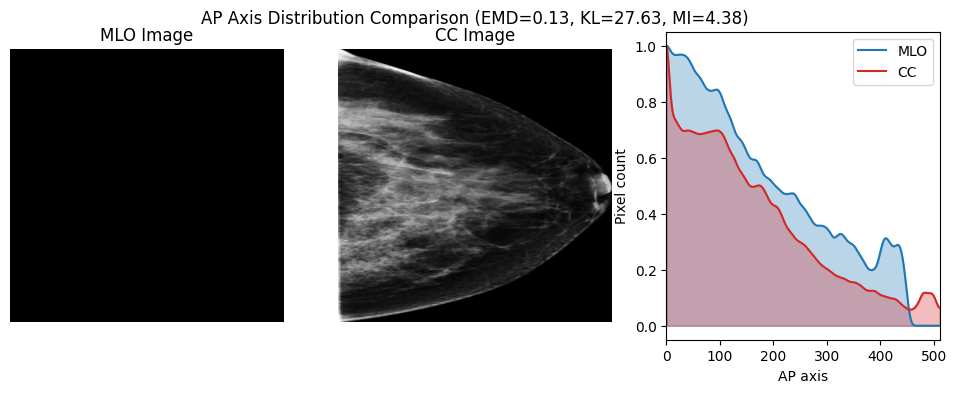 AP Axis Distribution Comparison (EMD=0.13, KL=27.63, MI=4.38)
MLO Image
CC Image
MLO
CC
Pixel count
1.0
0.8
0.6
0.4
0.2
0.0
0 100 200 300 400 500
AP axis